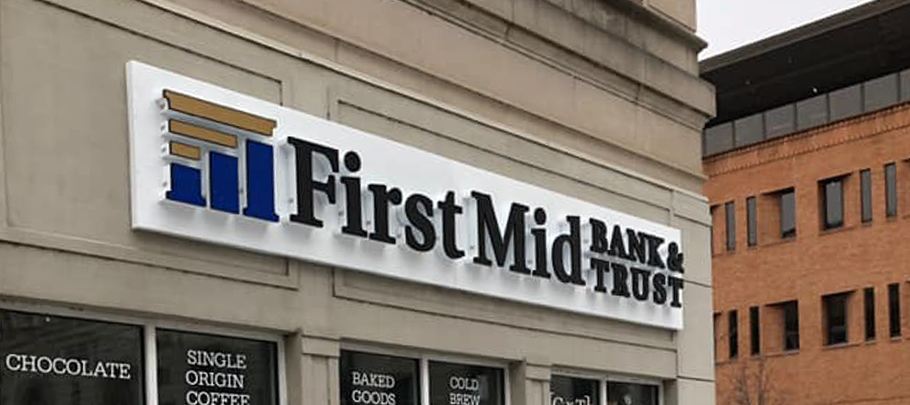 First Mid BANK &
TRUST
CHOCOLATE
SINGLE
ORIGIN
COFFEE
BAKED
GOODS
COLD
BREW